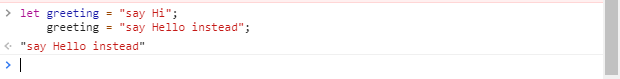 let greeting = "say Hi";
greeting = "say Hello instead";
"say Hello instead"